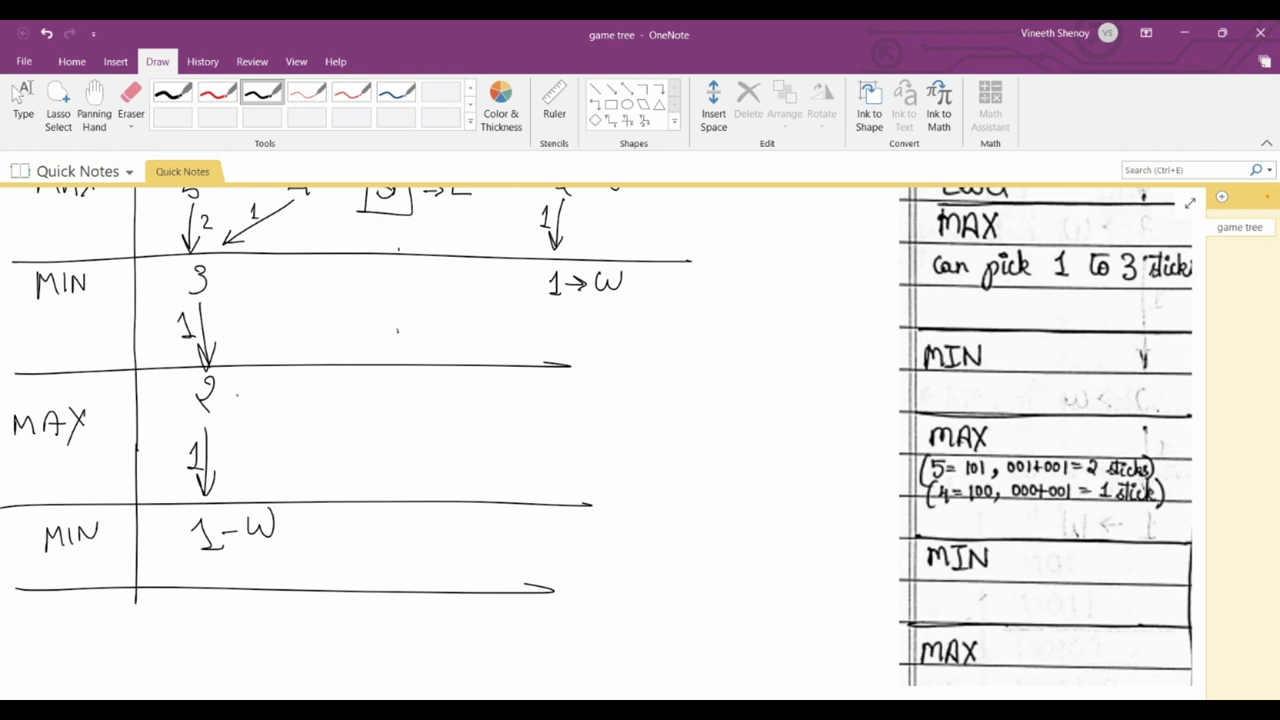 game tree - OneNote
Vineeth Shenoy
VS
File Home Insert Draw History Review View Help
Type
Lasso Select
Panning Hand
Eraser
Color & Thickness
Ruler
Insert Space
Delete
Arrange
Rotate
Ink to Shape
Ink to Text
Ink to Math
Math Assistant
Tools
Stencils
Shapes
Edit
Convert
Math
Quick Notes
Quick Notes
Search (Ctrl+E)
game tree
2 1 1
MIN 3 1→W
1
MAX 2
1
MIN 1-W
MAX
can pick 1 to 3 stick
MIN
MAX
(5=101, 001+001=2 sticks)
(4=100, 000+001=1 stick)
MIN
MAX